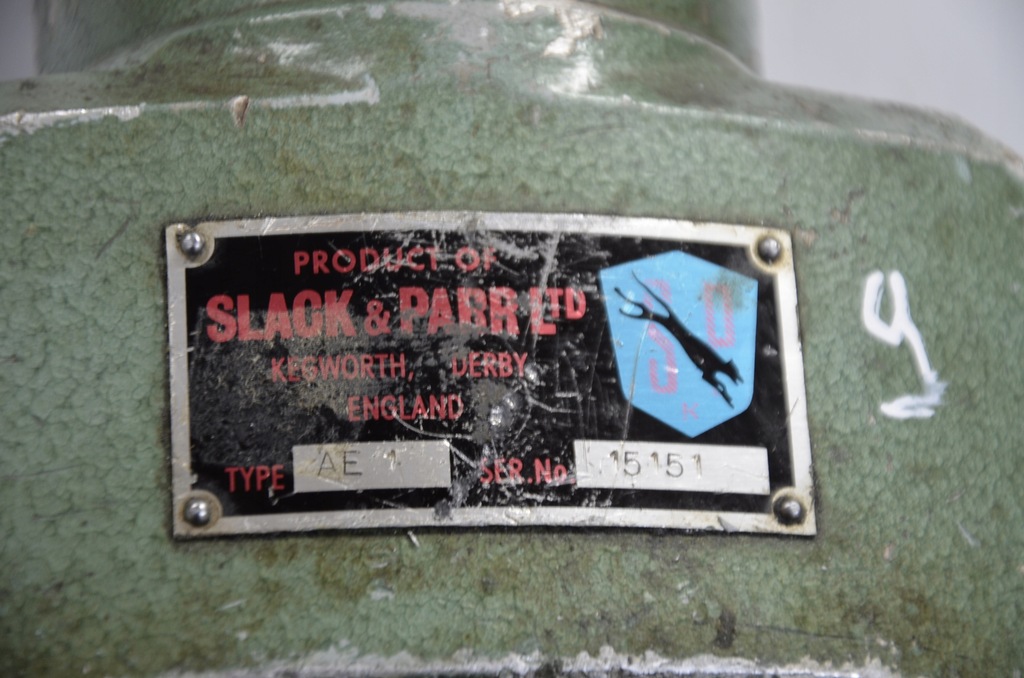 PRODUCT OF
SLACK & PARR LTD
KEGWORTH, DERBY
ENGLAND
TYPE AE 1 SER.No. 15151
K